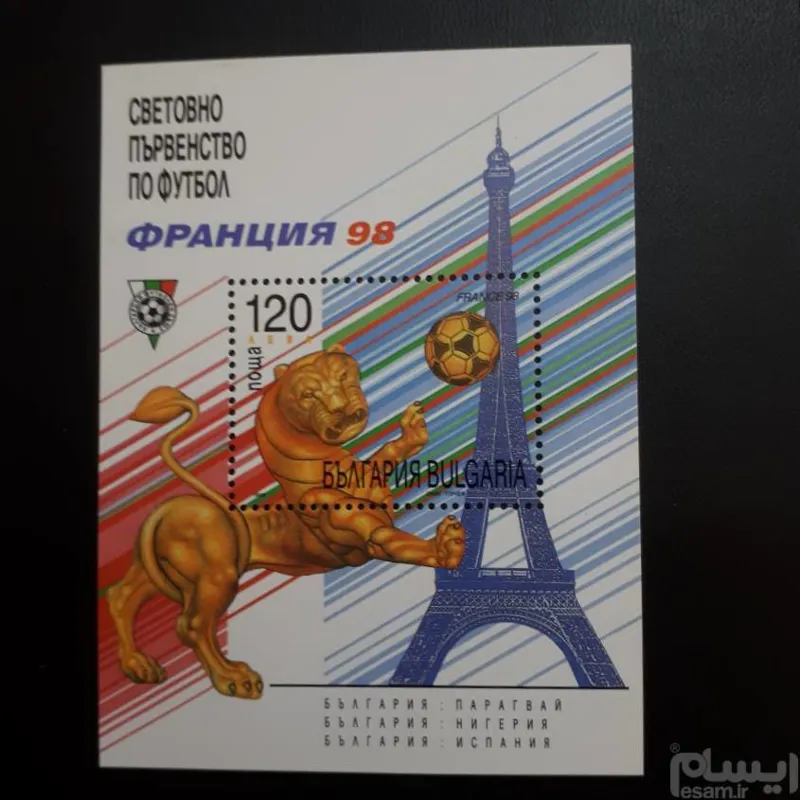 СВЕТОВНО
ПЪРВЕНСТВО
ПО ФУТБОЛ
ФРАНЦИЯ 98
120
ЛЕВА
поща
FRANCE 98
БЪЛГАРИЯ BULGARIA
БЪЛГАРИЯ : ПАРАГВАЙ
БЪЛГАРИЯ : НИГЕРИЯ
БЪЛГАРИЯ : ИСПАНИЯ
ایسام®
esam.ir